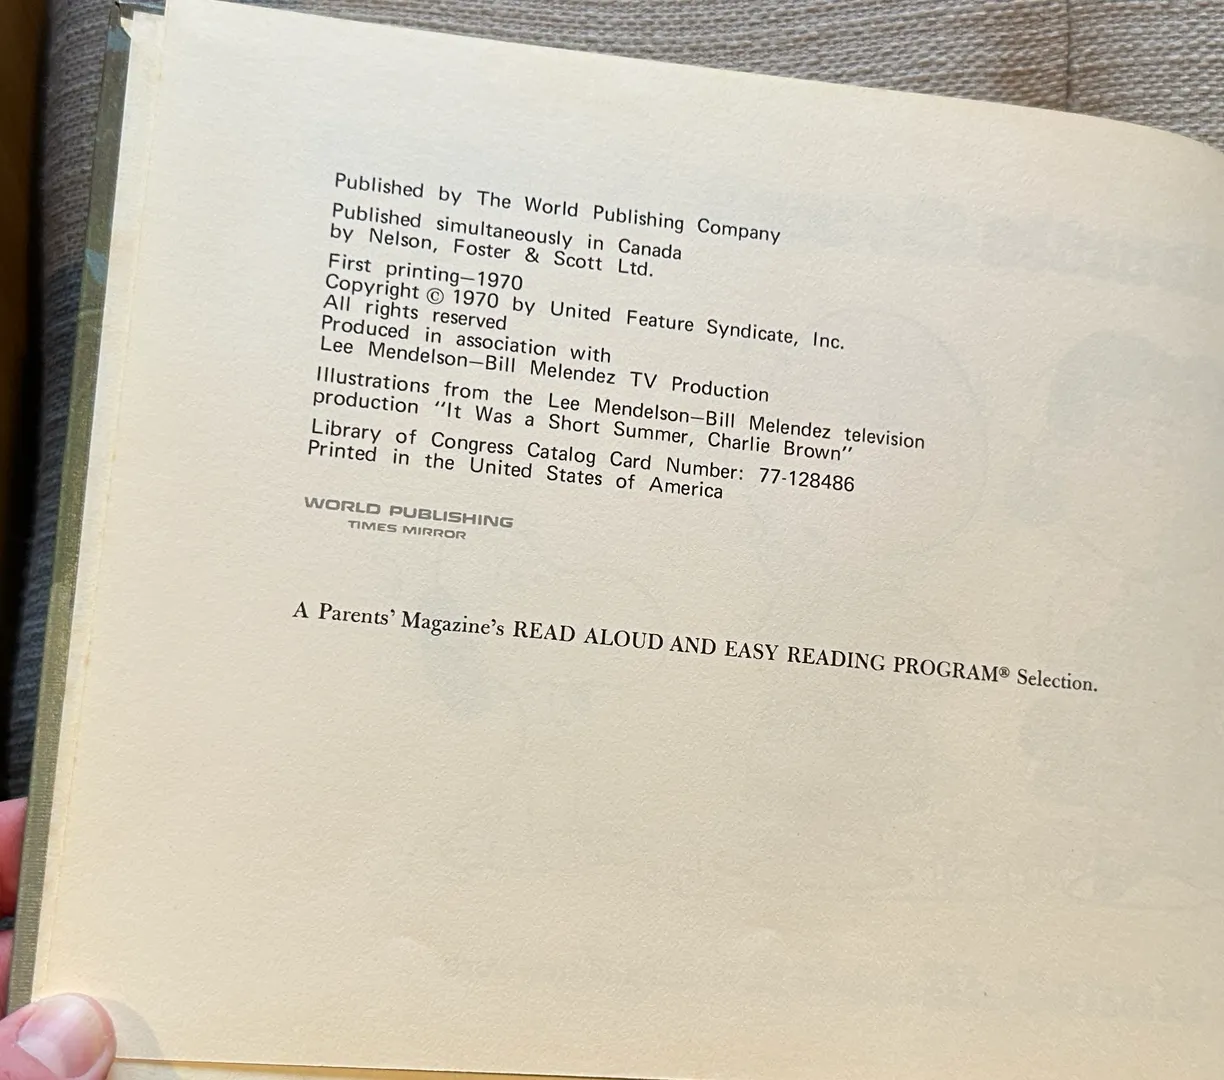 Published by The World Publishing Company
Published simultaneously in Canada
by Nelson, Foster & Scott Ltd.
First printing—1970
Copyright © 1970 by United Feature Syndicate, Inc.
All rights reserved
Produced in association with
Lee Mendelson—Bill Melendez TV Production
Illustrations from the Lee Mendelson—Bill Melendez television
production “It Was a Short Summer, Charlie Brown”
Library of Congress Catalog Card Number: 77-128486
Printed in the United States of America
WORLD PUBLISHING
TIMES MIRROR
A Parents’ Magazine’s READ ALOUD AND EASY READING PROGRAM® Selection.